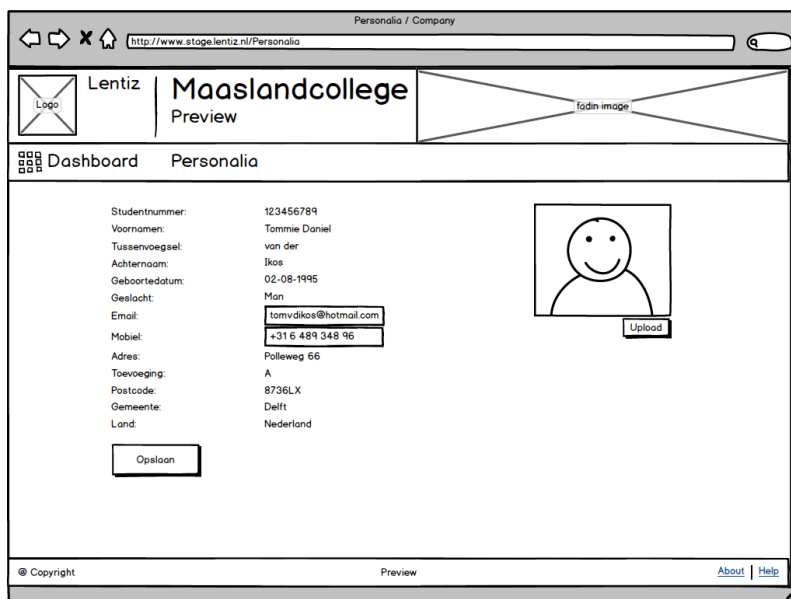 Personalia / Company
http://www.stage.lentiz.nl/Personalia
Logo
Lentiz
Maaslandcollege
Preview
fadin image
Dashboard Personalia
Studentnummer: 123456789
Voornamen: Tommie Daniel
Tussenvoegsel: van der
Achternaam: Ikos
Geboortedatum: 02-08-1995
Geslacht: Man
Email: tomvdikos@hotmail.com
Mobiel: +31 6 489 348 96
Adres: Polleweg 66
Toevoeging: A
Postcode: 8736LX
Gemeente: Delft
Land: Nederland
Upload
Opslaan
@ Copyright Preview About Help